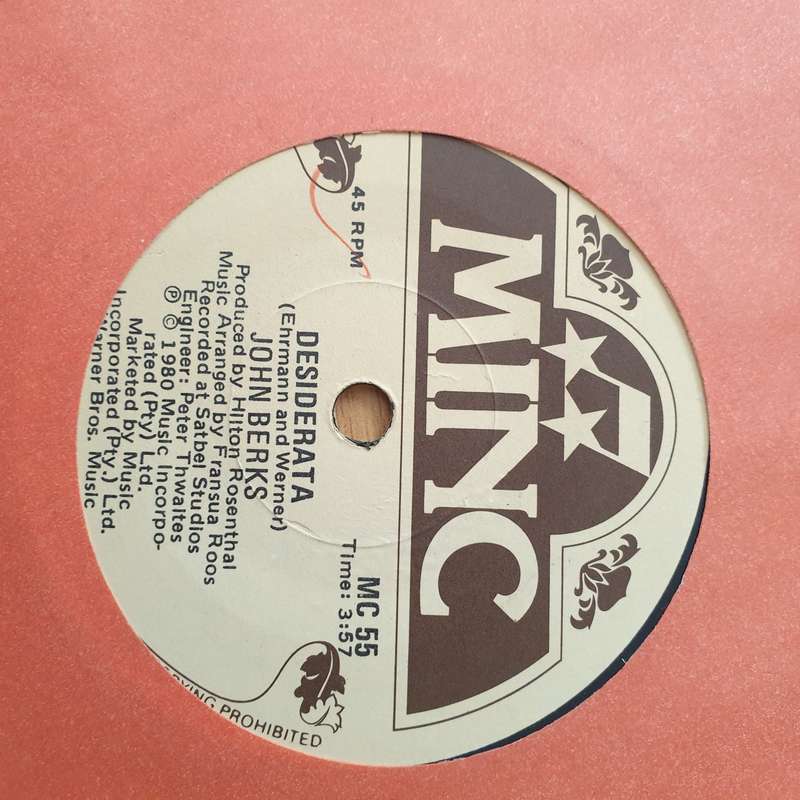 MINC
45 RPM
MC 55
Time: 3:57
DESIDERATA
(Ehrmann and Werner)
JOHN BERKS
Produced by Hilton Rosenthal
Music Arranged by Fransua Roos
Recorded at Satbel Studios
Engineer: Peter Thwaites
℗ © 1980 Music Incorpo-
rated (Pty) Ltd.
Marketed by Music
Incorporated (Pty.) Ltd.
Warner Bros. Music
PROHIBITED